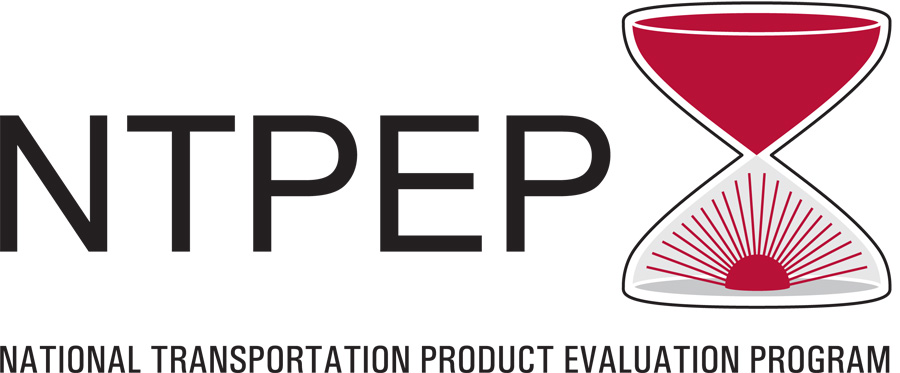 NTPEP
NATIONAL TRANSPORTATION PRODUCT EVALUATION PROGRAM